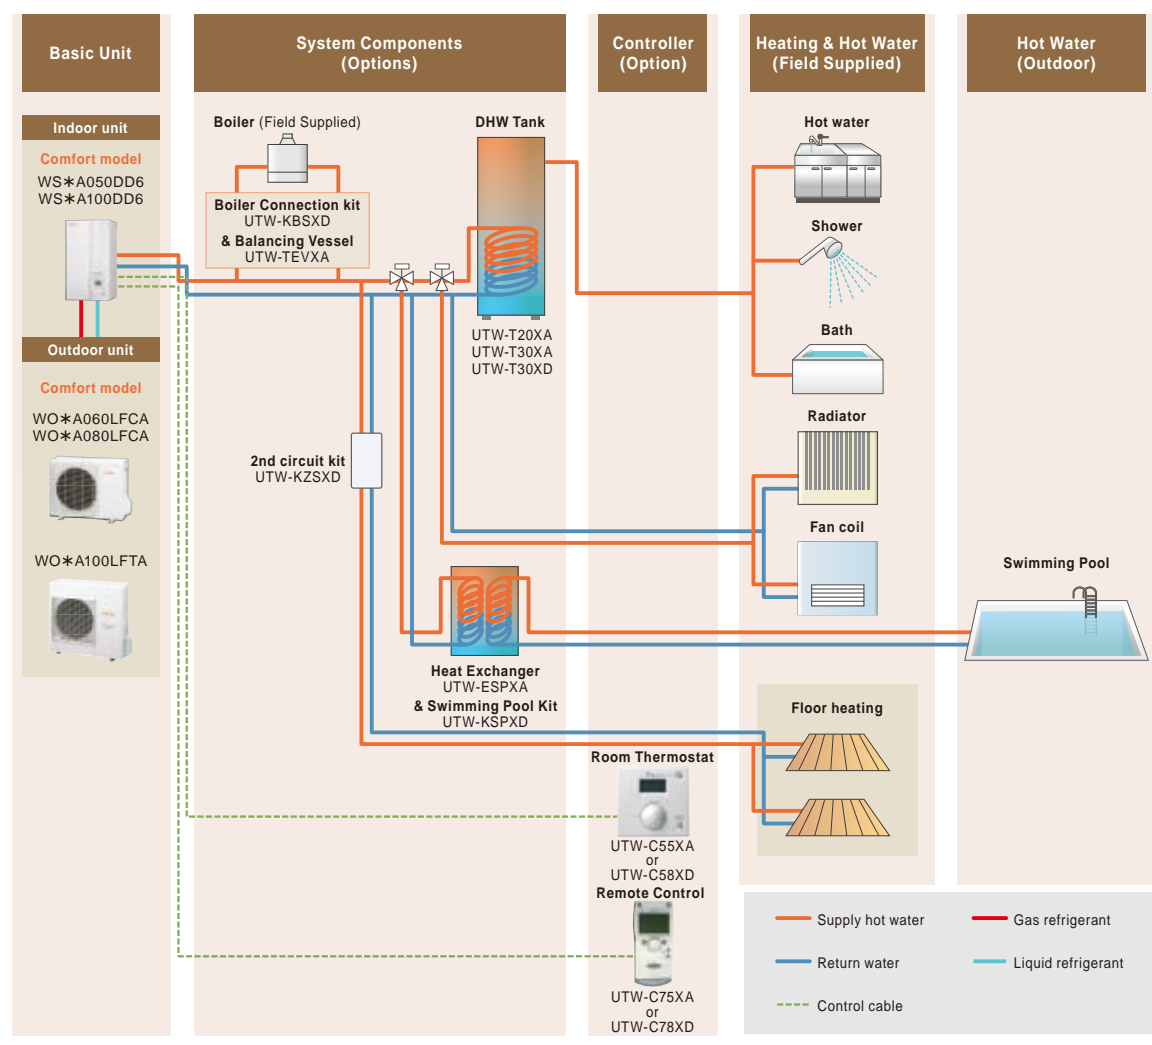 Basic Unit
System Components
(Options)
Controller
(Option)
Heating & Hot Water
(Field Supplied)
Hot Water
(Outdoor)
Indoor unit
Comfort model
WS＊A050DD6
WS＊A100DD6
Outdoor unit
Comfort model
WO＊A060LFCA
WO＊A080LFCA
WO＊A100LFTA
Boiler (Field Supplied)
Boiler Connection kit
UTW-KBSXD
& Balancing Vessel
UTW-TEVXA
DHW Tank
UTW-T20XA
UTW-T30XA
UTW-T30XD
2nd circuit kit
UTW-KZSXD
Heat Exchanger
UTW-ESPXA
& Swimming Pool Kit
UTW-KSPXD
Room Thermostat
UTW-C55XA
or
UTW-C58XD
Remote Control
UTW-C75XA
or
UTW-C78XD
Hot water
Shower
Bath
Radiator
Fan coil
Floor heating
Swimming Pool
Supply hot water
Return water
Control cable
Gas refrigerant
Liquid refrigerant